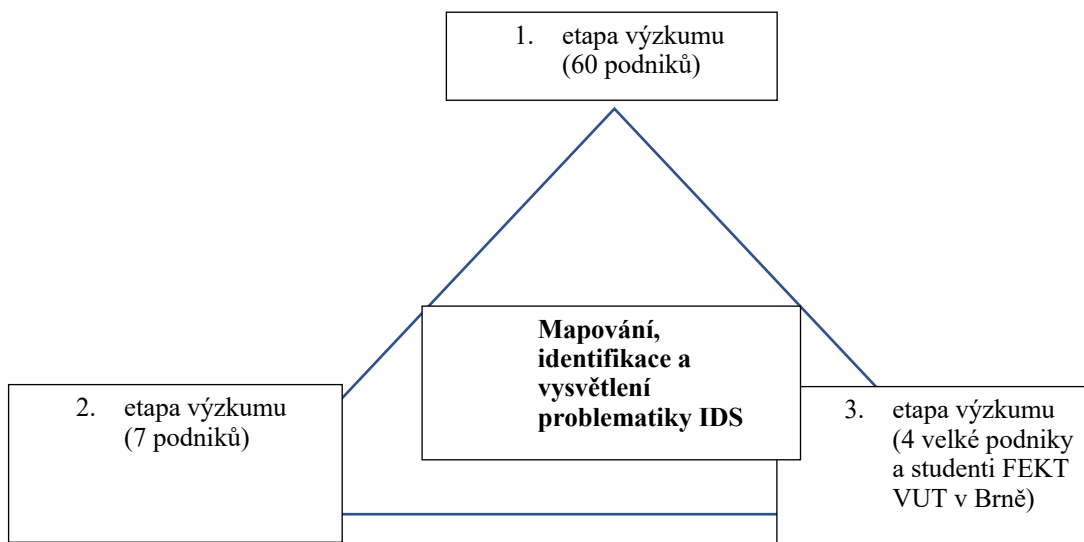 1. etapa výzkumu
(60 podniků)
Mapování,
identifikace a
vysvětlení
problematiky IDS
2. etapa výzkumu
(7 podniků)
3. etapa výzkumu
(4 velké podniky
a studenti FEKT
VUT v Brně)